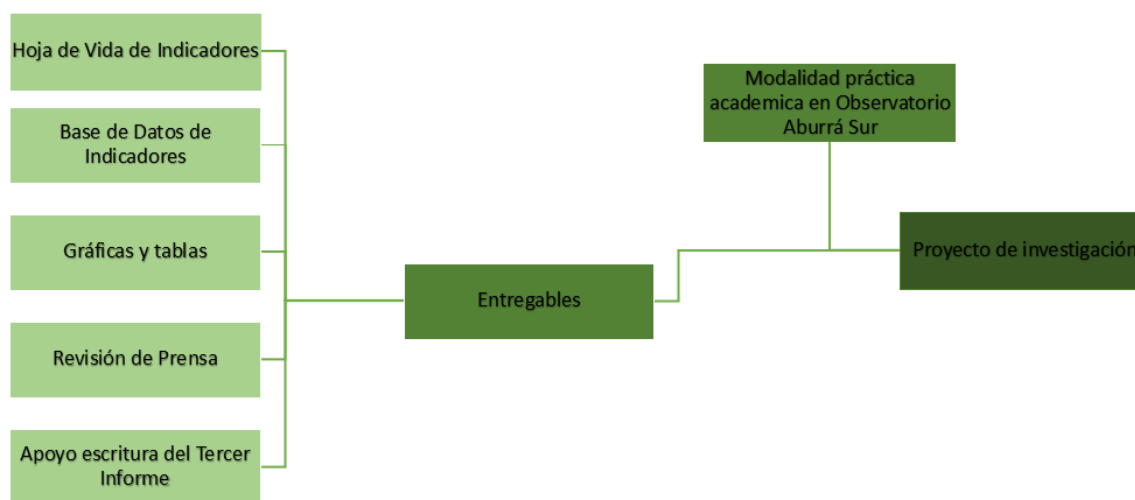 Hoja de Vida de Indicadores
Base de Datos de
Indicadores
Gráficas y tablas
Revisión de Prensa
Apoyo escritura del Tercer
Informe
Entregables
Modalidad práctica
academica en Observatorio
Aburrá Sur
Proyecto de investigación